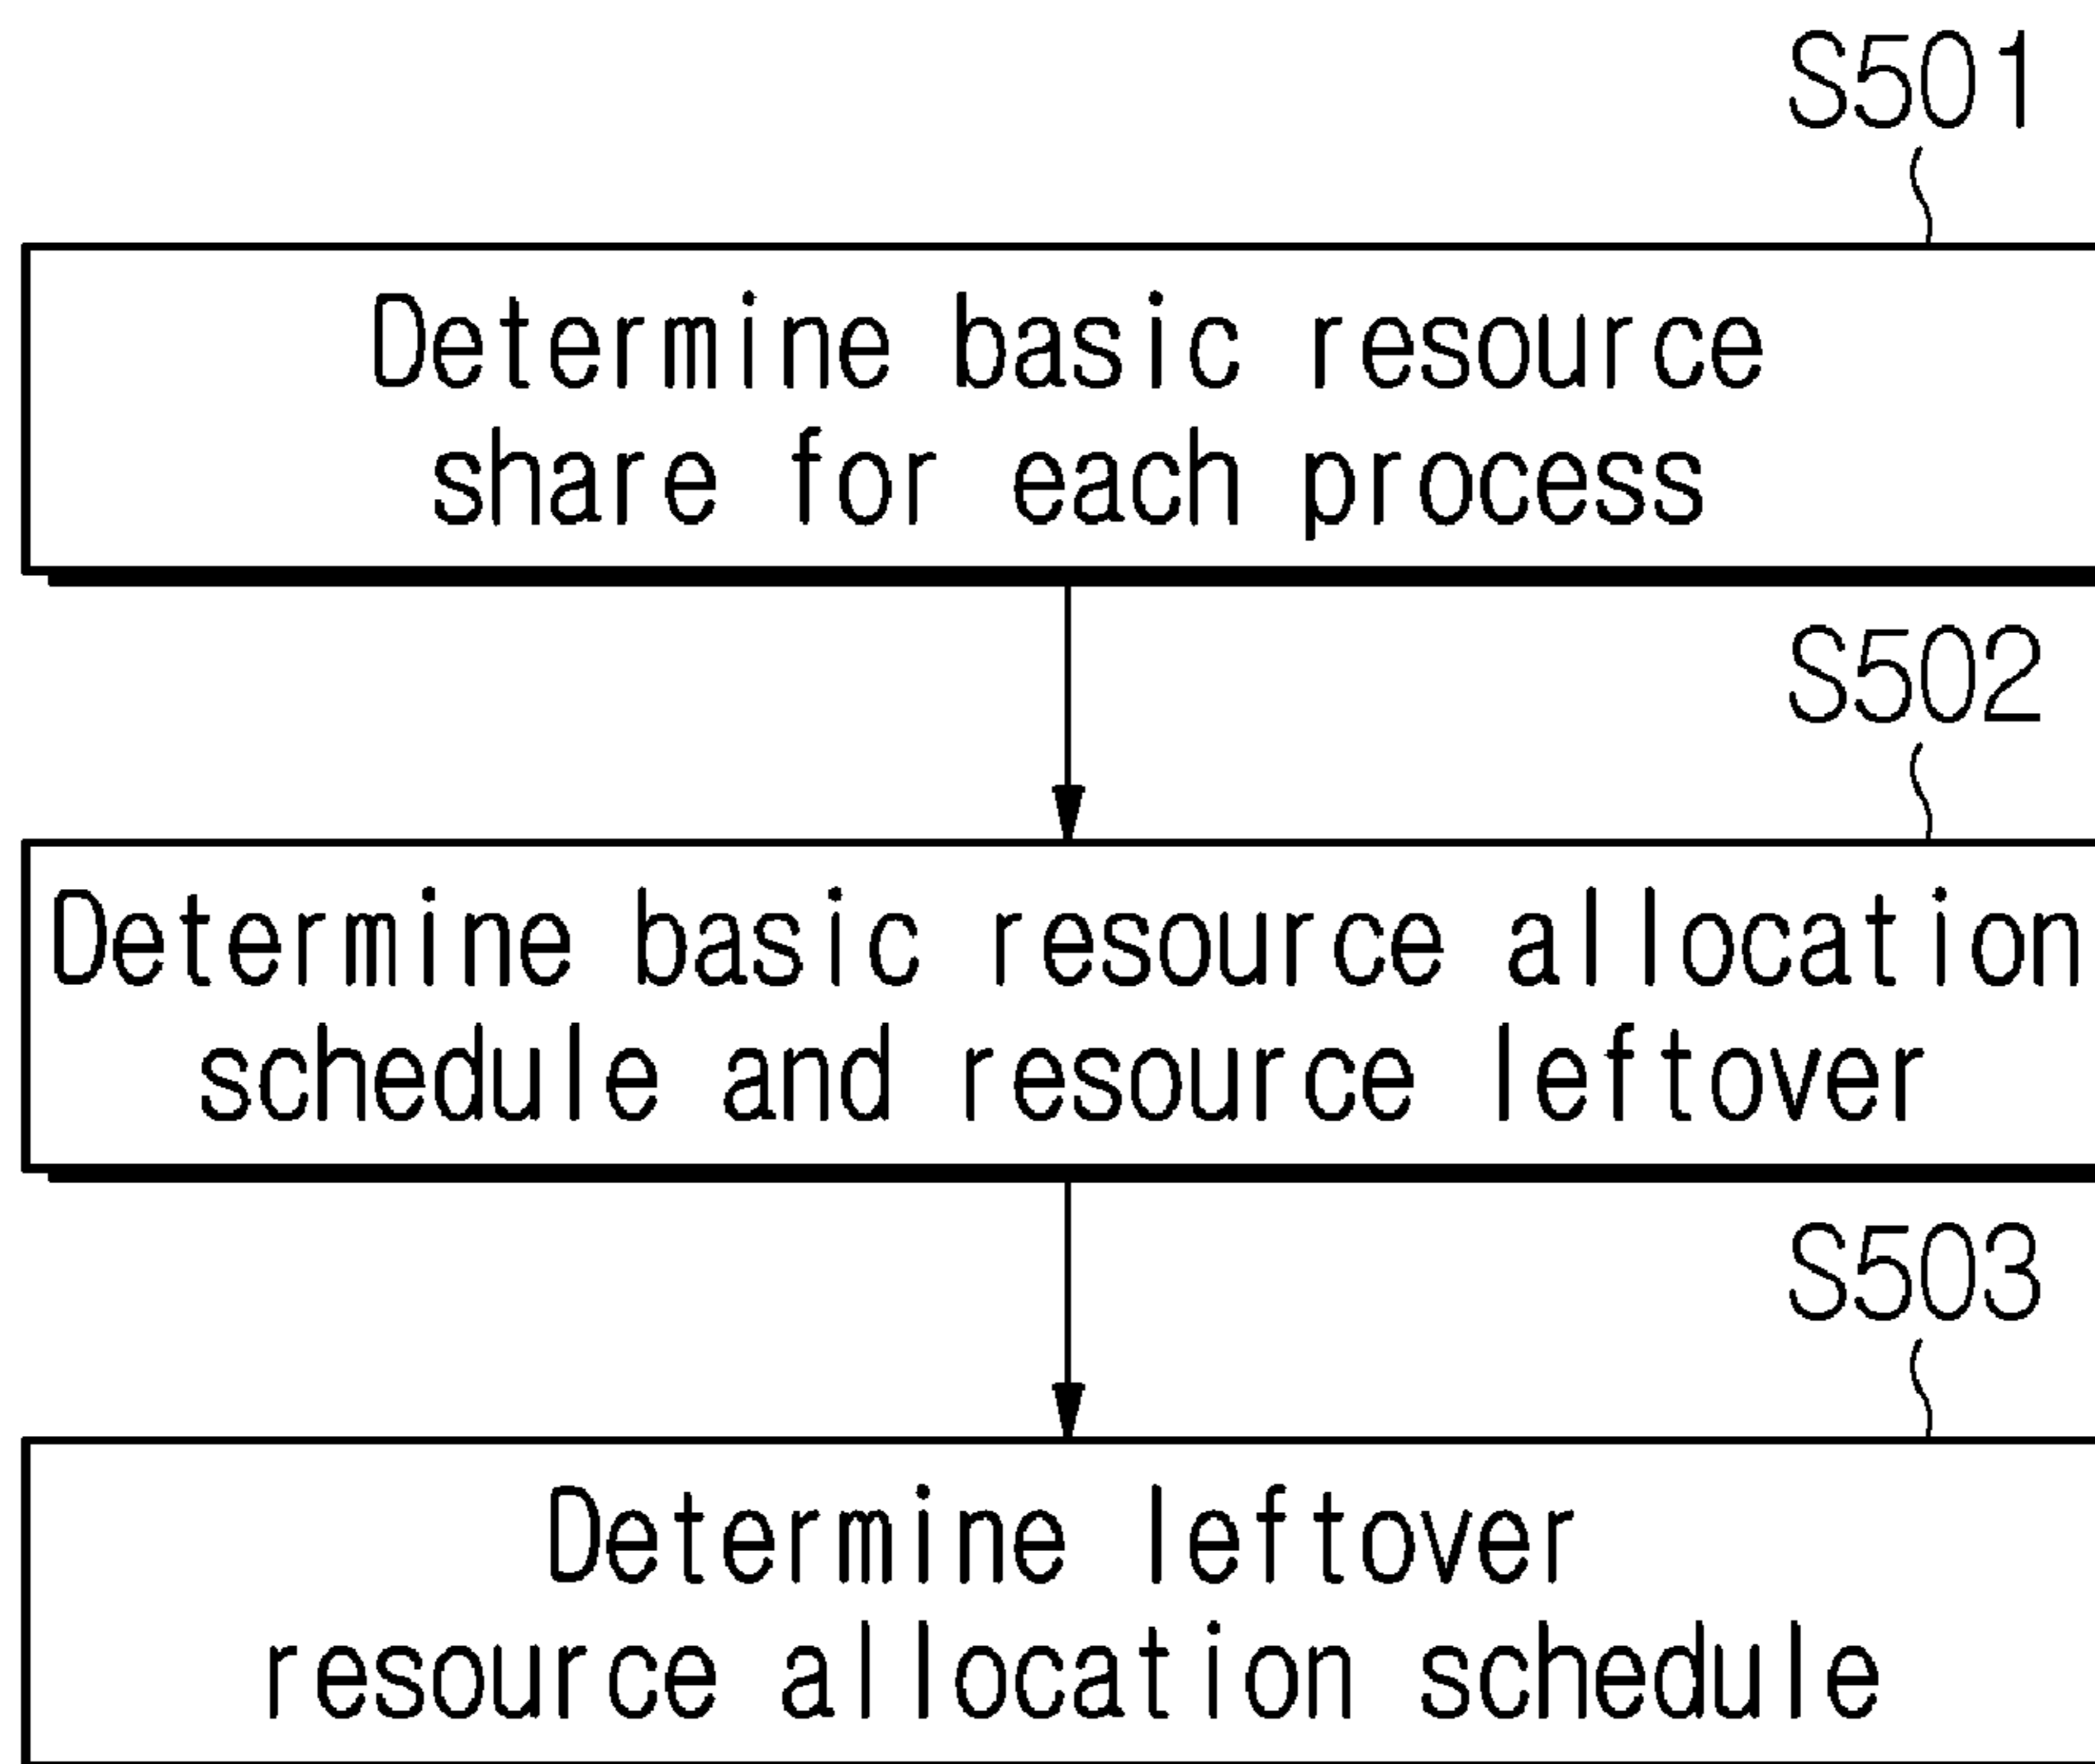 S501
Determine basic resource
share for each process
S502
Determine basic resource allocation
schedule and resource leftover
S503
Determine leftover
resource allocation schedule